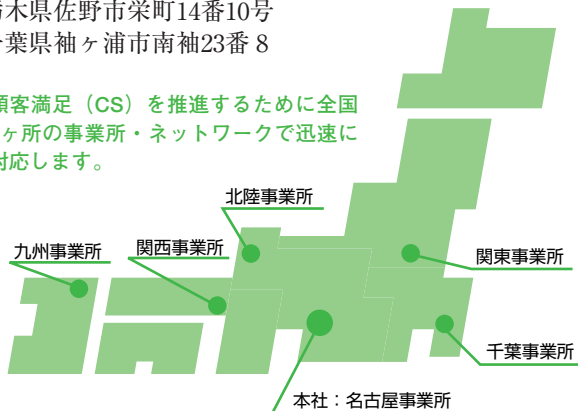 木県佐野市栄町14番10号
葉県袖ヶ浦市南袖23番8
顧客満足（CS）を推進するために全国
ヶ所の事業所・ネットワークで迅速に
対応します。
北陸事業所
九州事業所
関西事業所
関東事業所
千葉事業所
本社：名古屋事業所